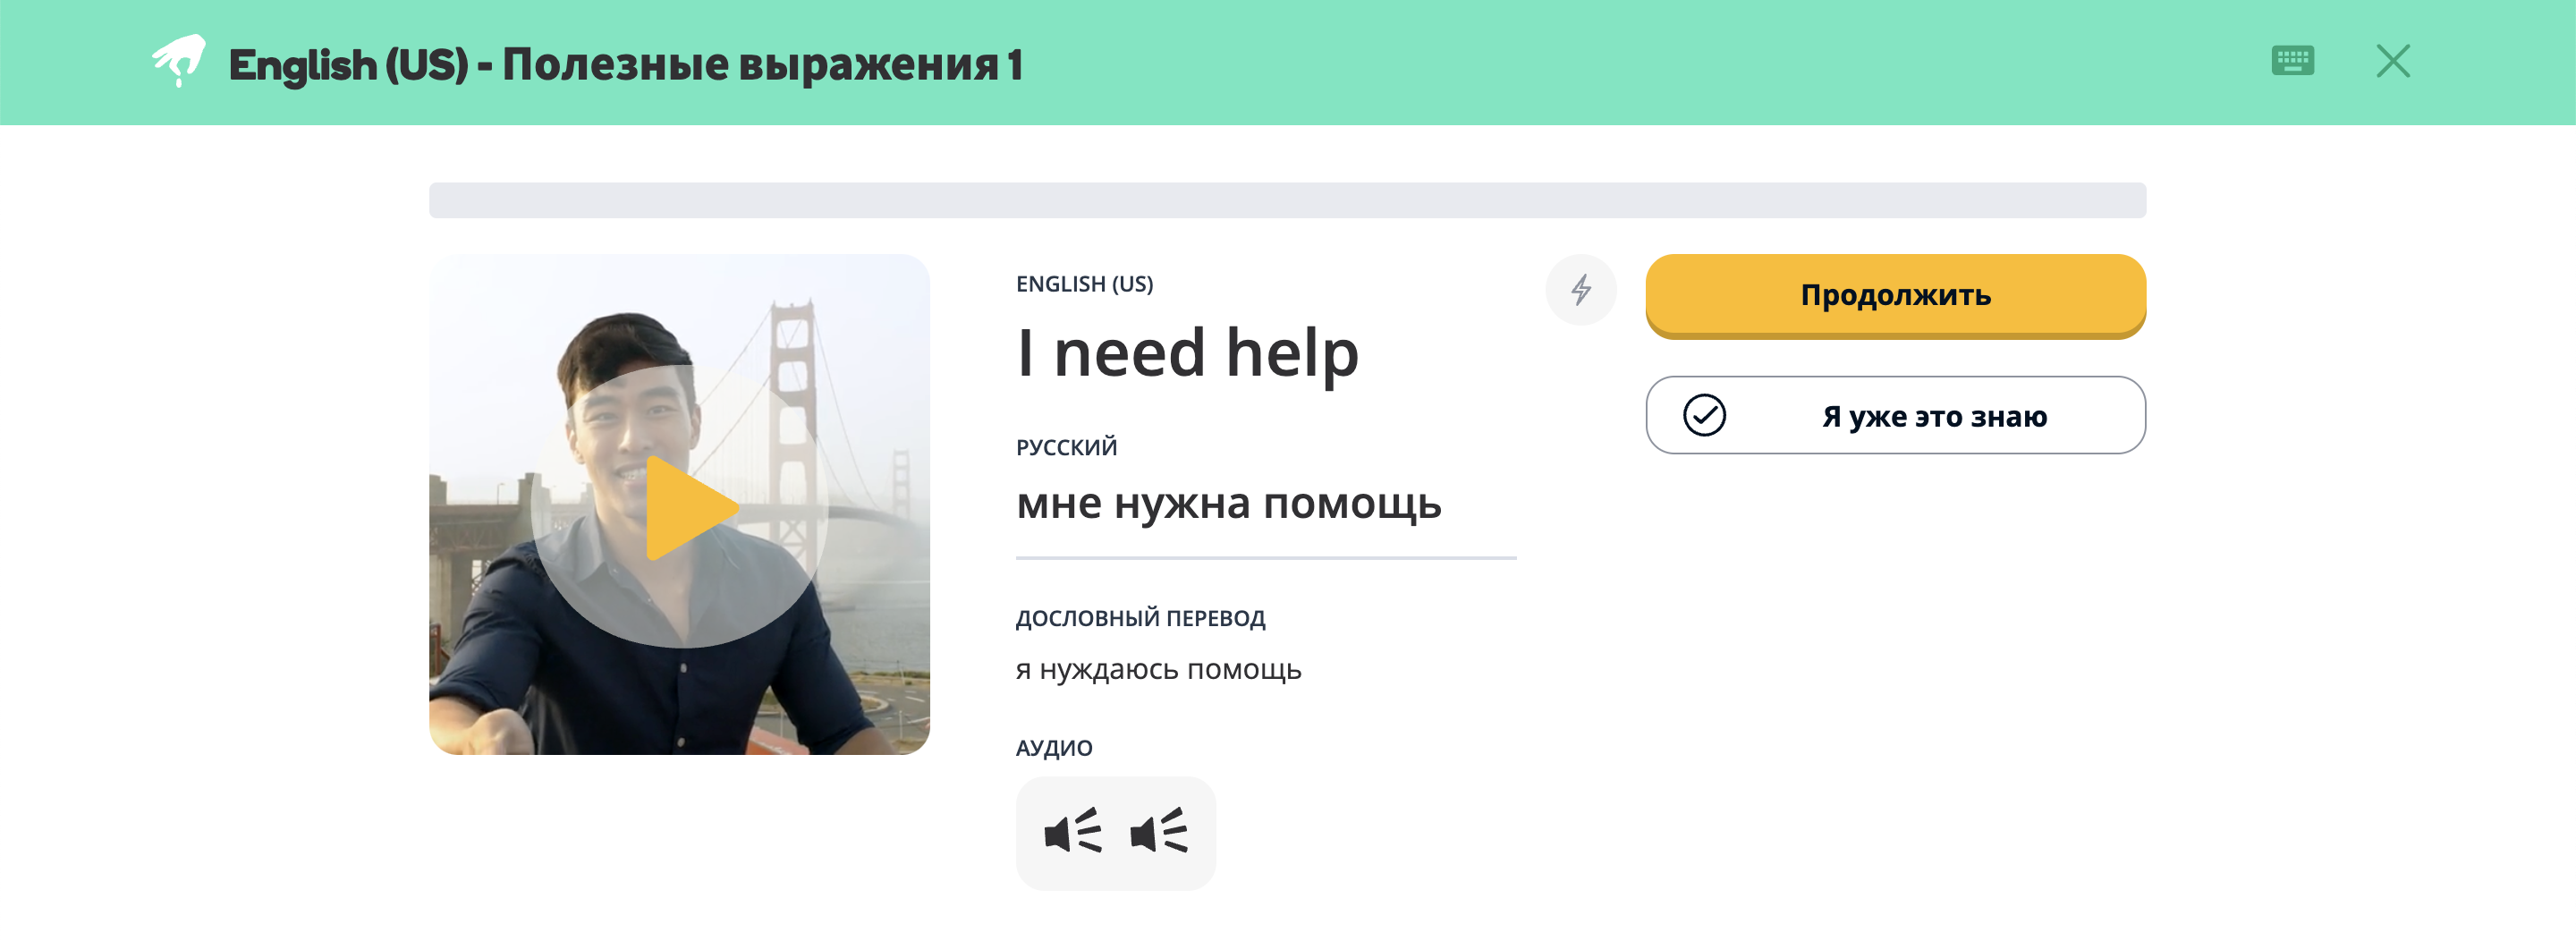 English (US) - Полезные выражения 1
ENGLISH (US)
I need help
РУССКИЙ
мне нужна помощь
ДОСЛОВНЫЙ ПЕРЕВОД
я нуждаюсь помощь
АУДИО
Продолжить
Я уже это знаю